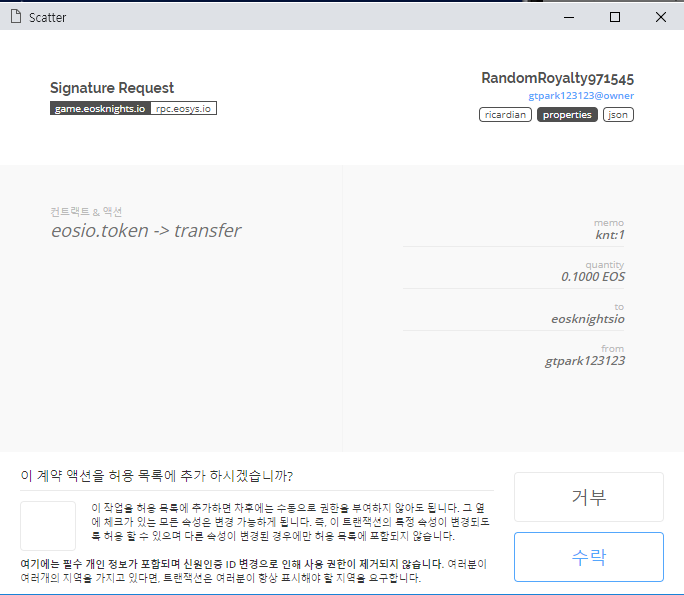 Scatter
Signature Request
game.eosknights.io rpc.eosys.io
RandomRoyalty971545
gtpark123123@owner
ricardian properties json
컨트랙트 & 액션
eosio.token -> transfer
memo
knt:1
quantity
0.1000 EOS
to
eosknightsio
from
gtpark123123
이 계약 액션을 허용 목록에 추가 하시겠습니까?
이 작업을 허용 목록에 추가하면 차후에는 수동으로 권한을 부여하지 않아도 됩니다. 그 옆
에 체크가 있는 모든 속성은 변경 가능하게 됩니다. 즉, 이 트랜잭션의 특정 속성이 변경되도
록 허용 할 수 있으며 다른 속성이 변경된 경우에만 허용 목록에 포함되지 않습니다.
여기에는 필수 개인 정보가 포함되며 신원인증 ID 변경으로 인해 사용 권한이 제거되지 않습니다. 여러분이
여러개의 지역을 가지고 있다면, 트랜잭션은 여러분이 항상 표시해야 할 지역을 요구합니다.
거부
수락